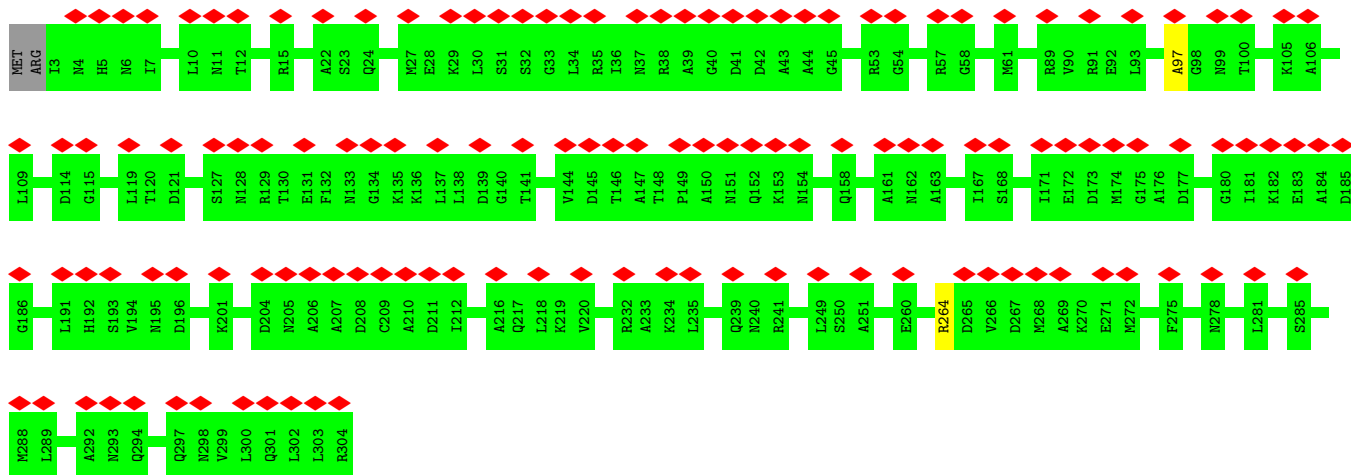 MET ARG I3 N4 H5 N6 I7 L10 N11 T12 R15 A22 S23 Q24 M27 E28 K29 L30 S31 S32 G33 L34 R35 I36 N37 R38 A39 G40 D41 D42 A43 A44 G45 R53 G54 R57 G58 M61 R89 V90 R91 E92 L93 A97 G98 N99 T100 K105 A106
L109 D114 G115 L119 T120 D121 S127 N128 R129 T130 E131 F132 N133 G134 K135 K136 L137 L138 D139 G140 T141 V144 D145 T146 A147 T148 P149 A150 N151 Q152 K153 N154 Q158 A161 N162 A163 I167 S168 I171 E172 D173 M174 G175 A176 D177 G180 I181 K182 E183 A184 D185
G186 L191 H192 S193 V194 N195 D196 K201 D204 N205 A206 A207 D208 C209 A210 D211 I212 A216 Q217 L218 K219 V220 R232 A233 K234 L235 Q239 N240 R241 L249 S250 A251 E260 R264 D265 V266 D267 M268 A269 K270 E271 M272 F275 N278 L281 S285
M288 L289 A292 N293 Q294 Q297 N298 V299 L300 Q301 L302 L303 R304